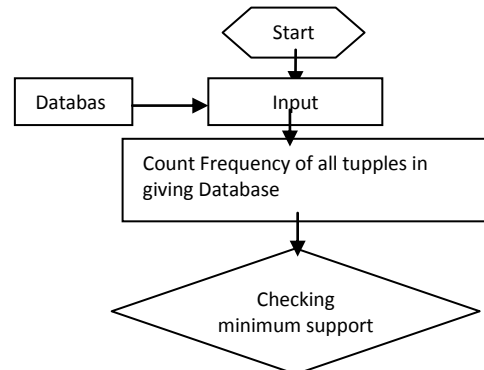 Start
Databas
Input
Count Frequency of all tupples in
giving Database
Checking
minimum support